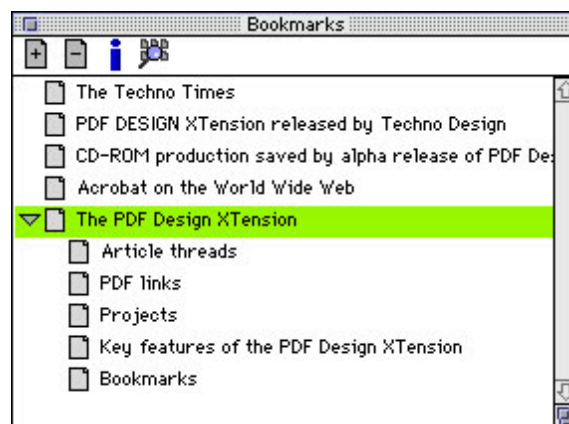 Bookmarks
The Techno Times
PDF DESIGN XTension released by Techno Design
CD-ROM production saved by alpha release of PDF De
Acrobat on the World Wide Web
The PDF Design XTension
Article threads
PDF links
Projects
Key features of the PDF Design XTension
Bookmarks